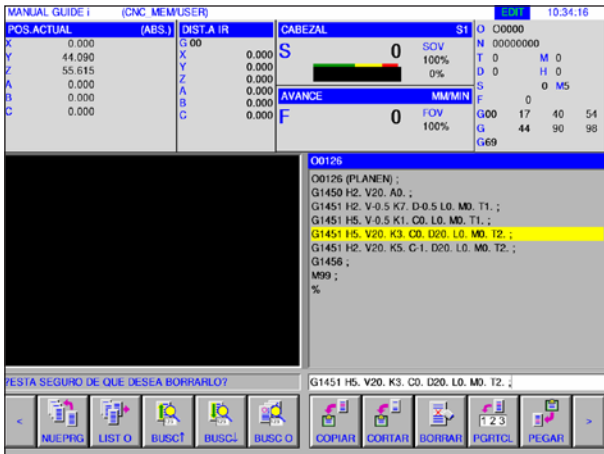 MANUAL GUIDE i (CNC_MEM/USER) EDIT 10:34:16
POS.ACTUAL (ABS.) DIST.A IR CABEZAL S1 O O0000
X 0.000 G 00 N 00000000
Y 44.090 X 0.000 S 0 SOV T 0 M 0
Z 55.615 Y 0.000 100% D 0 H 0
A 0.000 Z 0.000 0% S 0 M5
B 0.000 A 0.000 AVANCE MM/MIN F 0
C 0.000 B 0.000 F 0 FOV G00 17 40 54
C 0.000 100% G 44 90 98
G69
O0126
O0126 (PLANEN) ;
G1450 H2. V20. A0. ;
G1451 H2. V-0.5 K7. D-0.5 L0. M0. T1. ;
G1451 H5. V-0.5 K1. C0. L0. M0. T1. ;
G1451 H5. V20. K3. C0. D20. L0. M0. T2. ;
G1451 H2. V20. K5. C-1. D20. L0. M0. T2. ;
G1456 ;
M99 ;
%
?ESTA SEGURO DE QUE DESEA BORRARLO? G1451 H5. V20. K3. C0. D20. L0. M0. T2. ;
< NUEPRG LIST O BUSC↑ BUSC↓ BUSC O COPIAR CORTAR BORRAR PGRTCL PEGAR >
123